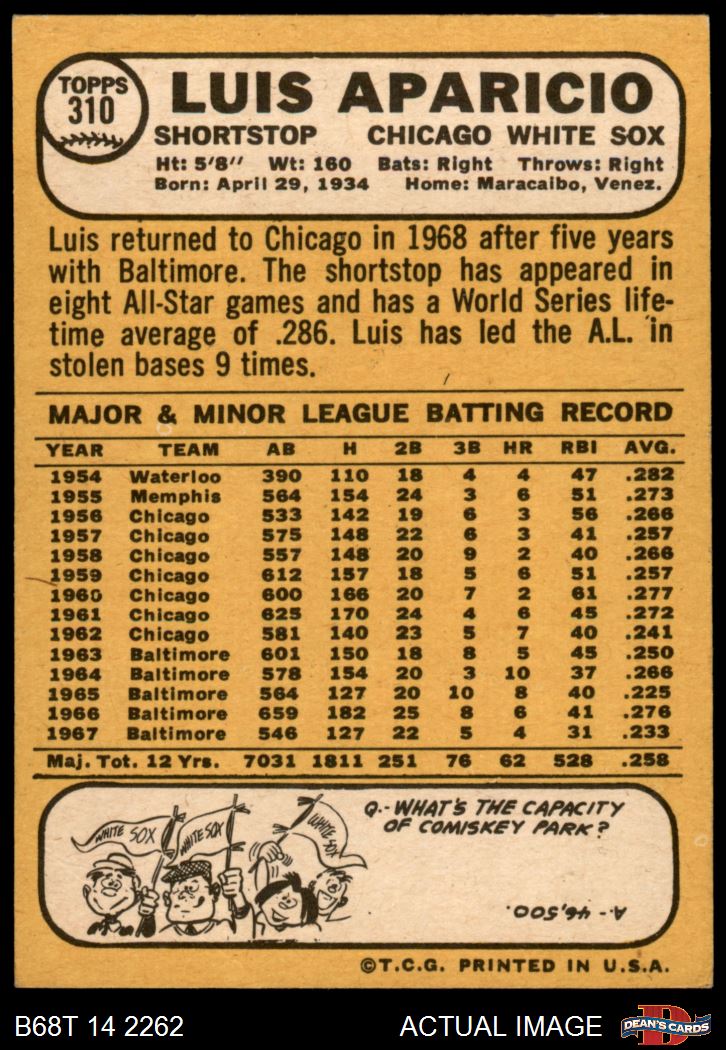 TOPPS
310
LUIS APARICIO
SHORTSTOP CHICAGO WHITE SOX
Ht: 5'8" Wt: 160 Bats: Right Throws: Right
Born: April 29, 1934 Home: Maracaibo, Venez.
Luis returned to Chicago in 1968 after five years
with Baltimore. The shortstop has appeared in
eight All-Star games and has a World Series life-
time average of .286. Luis has led the A.L. in
stolen bases 9 times.
MAJOR & MINOR LEAGUE BATTING RECORD
YEAR TEAM AB H 2B 3B HR RBI AVG.
1954 Waterloo 390 110 18 4 4 47 .282
1955 Memphis 564 154 24 3 6 51 .273
1956 Chicago 533 142 19 6 3 56 .266
1957 Chicago 575 148 22 6 3 41 .257
1958 Chicago 557 148 20 9 2 40 .266
1959 Chicago 612 157 18 5 6 51 .257
1960 Chicago 600 166 20 7 2 61 .277
1961 Chicago 625 170 24 4 6 45 .272
1962 Chicago 581 140 23 5 7 40 .241
1963 Baltimore 601 150 18 8 5 45 .250
1964 Baltimore 578 154 20 3 10 37 .266
1965 Baltimore 564 127 20 10 8 40 .225
1966 Baltimore 659 182 25 8 6 41 .276
1967 Baltimore 546 127 22 5 4 31 .233
Maj. Tot. 12 Yrs. 7031 1811 251 76 62 528 .258
WHITE SOX
WHITE SOX
WHITE SOX
Q.- WHAT'S THE CAPACITY
OF COMISKEY PARK?
A.- 46,500.
©T.C.G. PRINTED IN U.S.A.
B68T 14 2262 ACTUAL IMAGE
D
DEAN'S CARDS